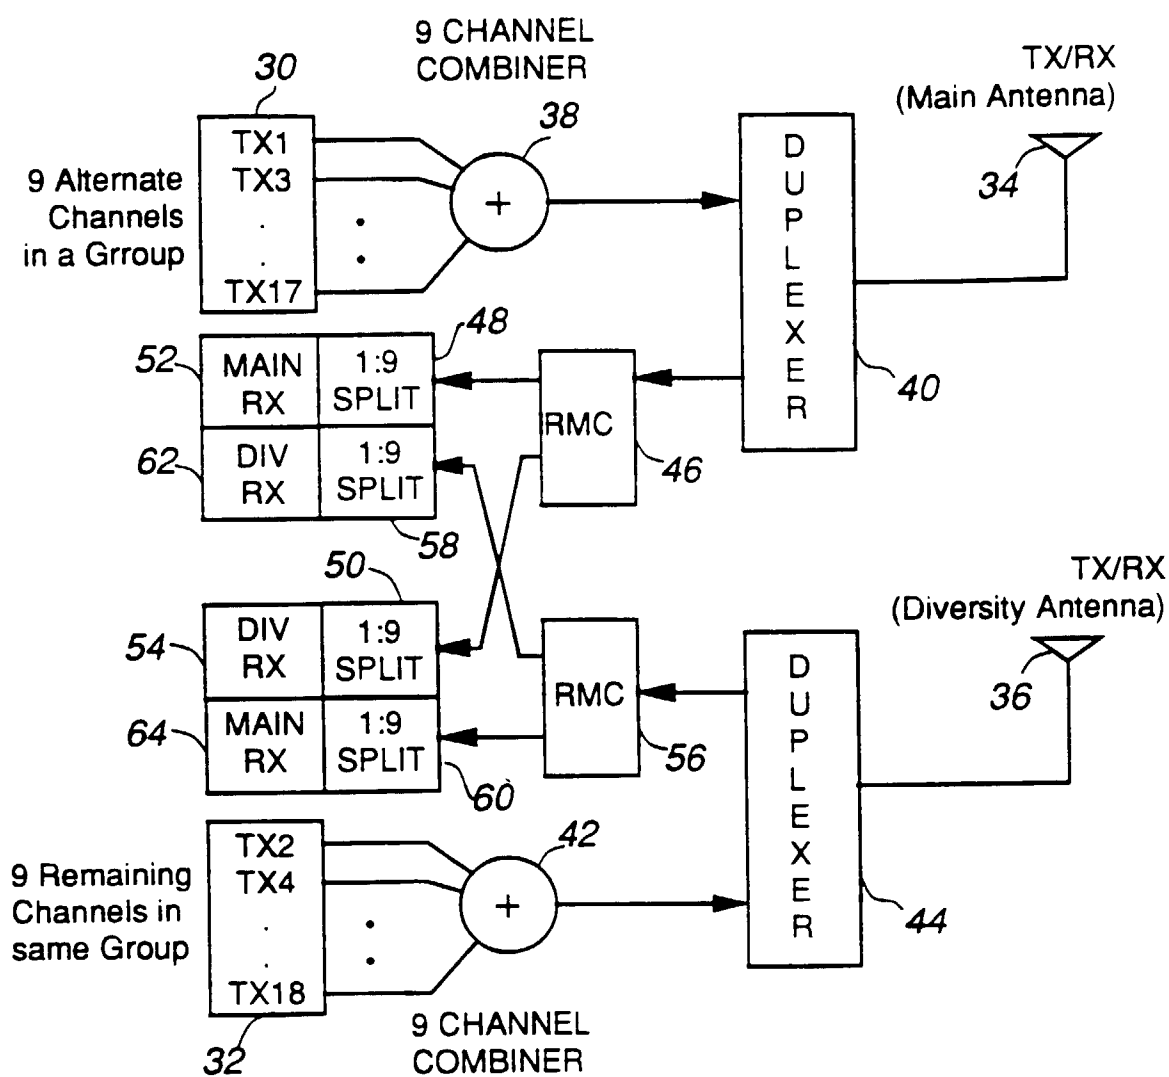 9 CHANNEL
COMBINER
TX/RX
(Main Antenna)
30
38
34
TX1
TX3
.
.
TX17
9 Alternate
Channels
in a Grroup
+
DUPLEXER
40
52
MAIN
RX
1:9
SPLIT
48
RMC
46
62
DIV
RX
1:9
SPLIT
58
TX/RX
(Diversity Antenna)
36
50
54
DIV
RX
1:9
SPLIT
RMC
56
64
MAIN
RX
1:9
SPLIT
60
DUPLEXER
44
9 Remaining
Channels in
same Group
TX2
TX4
.
.
TX18
32
42
+
9 CHANNEL
COMBINER